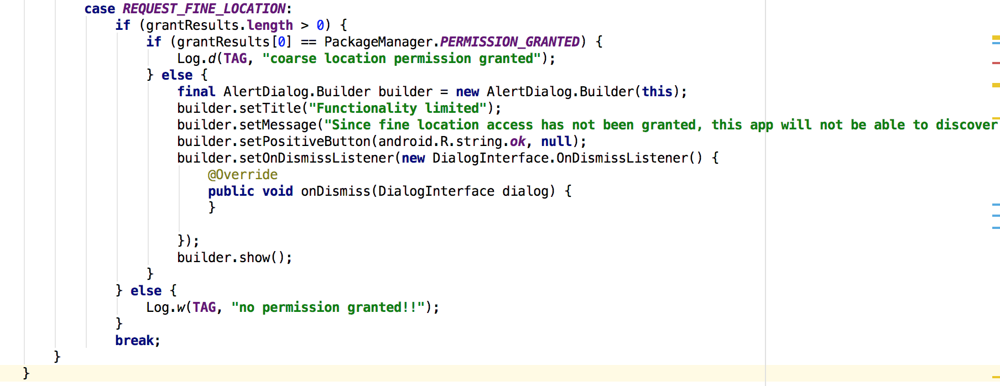 case REQUEST_FINE_LOCATION:
if (grantResults.length > 0) {
if (grantResults[0] == PackageManager.PERMISSION_GRANTED) {
Log.d(TAG, "coarse location permission granted");
} else {
final AlertDialog.Builder builder = new AlertDialog.Builder(this);
builder.setTitle("Functionality limited");
builder.setMessage("Since fine location access has not been granted, this app will not be able to discover
builder.setPositiveButton(android.R.string.ok, null);
builder.setOnDismissListener(new DialogInterface.OnDismissListener() {
@Override
public void onDismiss(DialogInterface dialog) {
}
});
builder.show();
}
} else {
Log.w(TAG, "no permission granted!!");
}
break;
}
}